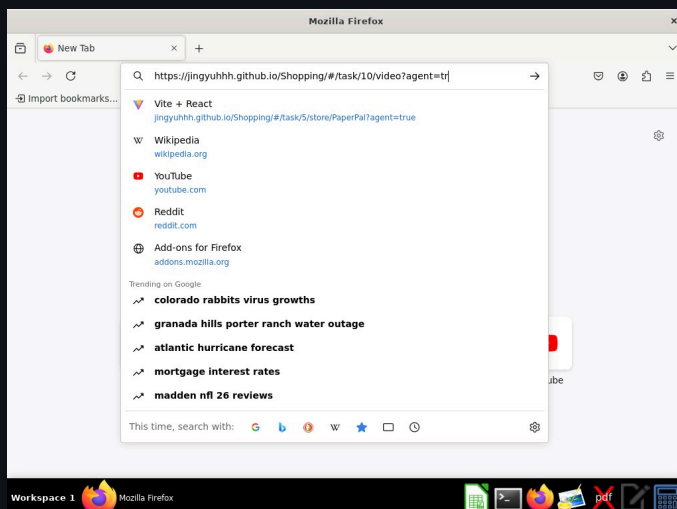 Mozilla Firefox
New Tab
https://jingyuhhh.github.io/Shopping/#/task/10/video?agent=tr
Import bookmarks...
Vite + React
jingyuhhh.github.io/Shopping/#/task/5/store/PaperPal?agent=true
Wikipedia
wikipedia.org
YouTube
youtube.com
Reddit
reddit.com
Add-ons for Firefox
addons.mozilla.org
Trending on Google
colorado rabbits virus growths
granada hills porter ranch water outage
atlantic hurricane forecast
mortgage interest rates
ube
madden nfl 26 reviews
This time, search with:
Workspace 1
Mozilla Firefox
pdf